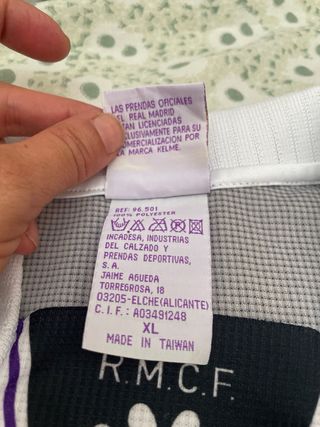 LAS PRENDAS OFICIALES
EL REAL MADRID
TAN LICENCIADAS
CLUSIVAMENTE PARA SU
OMERCIALIZACION POR
LA MARCA KELME.
REF: 96.501
100% POLYESTER
INCADESA, INDUSTRIAS
DEL CALZADO Y
PRENDAS DEPORTIVAS,
S.A.
JAIME AGUEDA
TORREGROSA, 18
03205-ELCHE(ALICANTE)
C.I.F.: A03491248
XL
MADE IN TAIWAN
R.M.C.F.